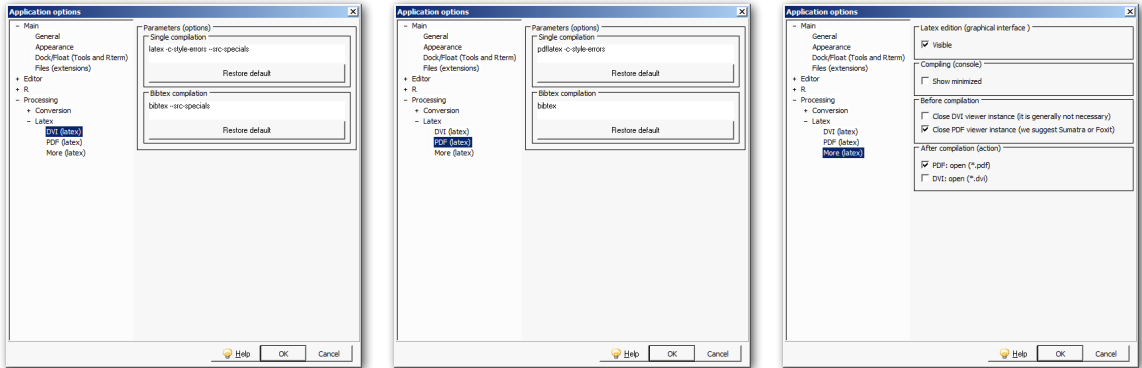 Application options
− Main
General
Appearance
Dock/Float (Tools and Rterm)
Files (extensions)
+ Editor
+ R
− Processing
+ Conversion
− Latex
DVI (latex)
PDF (latex)
More (latex)
Parameters (options)
Single compilation
latex -c-style-errors --src-specials
Restore default
Bibtex compilation
bibtex --src-specials
Restore default
Help
OK
Cancel
Application options
− Main
General
Appearance
Dock/Float (Tools and Rterm)
Files (extensions)
+ Editor
+ R
− Processing
+ Conversion
− Latex
DVI (latex)
PDF (latex)
More (latex)
Parameters (options)
Single compilation
pdflatex -c-style-errors
Restore default
Bibtex compilation
bibtex
Restore default
Help
OK
Cancel
Application options
− Main
General
Appearance
Dock/Float (Tools and Rterm)
Files (extensions)
+ Editor
+ R
− Processing
+ Conversion
− Latex
DVI (latex)
PDF (latex)
More (latex)
Latex edition (graphical interface )
Visible
Compiling (console)
Show minimized
Before compilation
Close DVI viewer instance (it is generally not necessary)
Close PDF viewer instance (we suggest Sumatra or Foxit)
After compilation (action)
PDF: open (*.pdf)
DVI: open (*.dvi)
Help
OK
Cancel